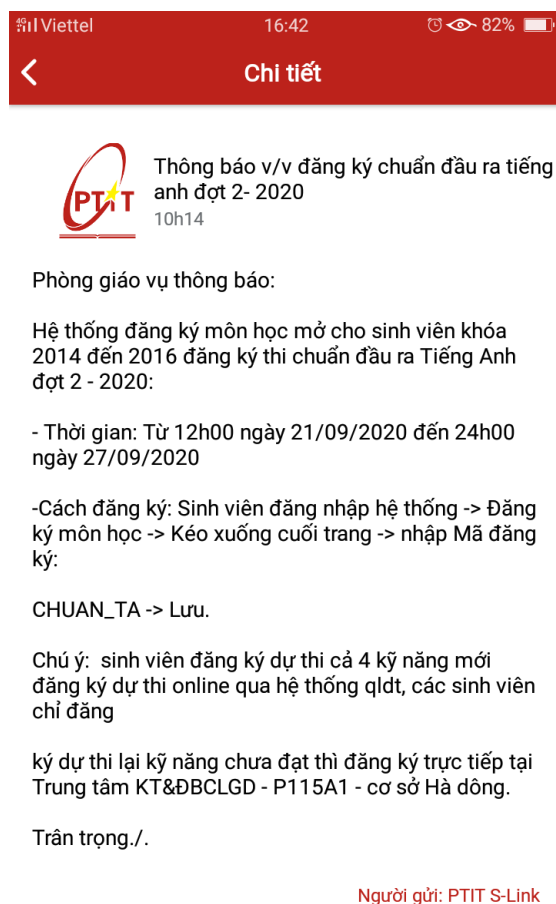 4G Viettel 16:42 82%
Chi tiết
PTIT
Thông báo v/v đăng ký chuẩn đầu ra tiếng
anh đợt 2- 2020
10h14
Phòng giáo vụ thông báo:
Hệ thống đăng ký môn học mở cho sinh viên khóa
2014 đến 2016 đăng ký thi chuẩn đầu ra Tiếng Anh
đợt 2 - 2020:
- Thời gian: Từ 12h00 ngày 21/09/2020 đến 24h00
ngày 27/09/2020
-Cách đăng ký: Sinh viên đăng nhập hệ thống -> Đăng
ký môn học -> Kéo xuống cuối trang -> nhập Mã đăng
ký:
CHUAN_TA -> Lưu.
Chú ý:  sinh viên đăng ký dự thi cả 4 kỹ năng mới
đăng ký dự thi online qua hệ thống qldt, các sinh viên
chỉ đăng
ký dự thi lại kỹ năng chưa đạt thì đăng ký trực tiếp tại
Trung tâm KT&ĐBCLGD - P115A1 - cơ sở Hà dông.
Trân trọng./.
Người gửi: PTIT S-Link